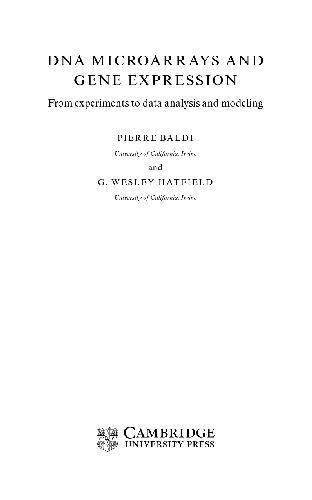 DNA MICROARRAYS AND
GENE EXPRESSION
From experiments to data analysis and modeling
PIERRE BALDI
University of California, Irvine
and
G. WESLEY HATFIELD
University of California, Irvine
CAMBRIDGE
UNIVERSITY PRESS